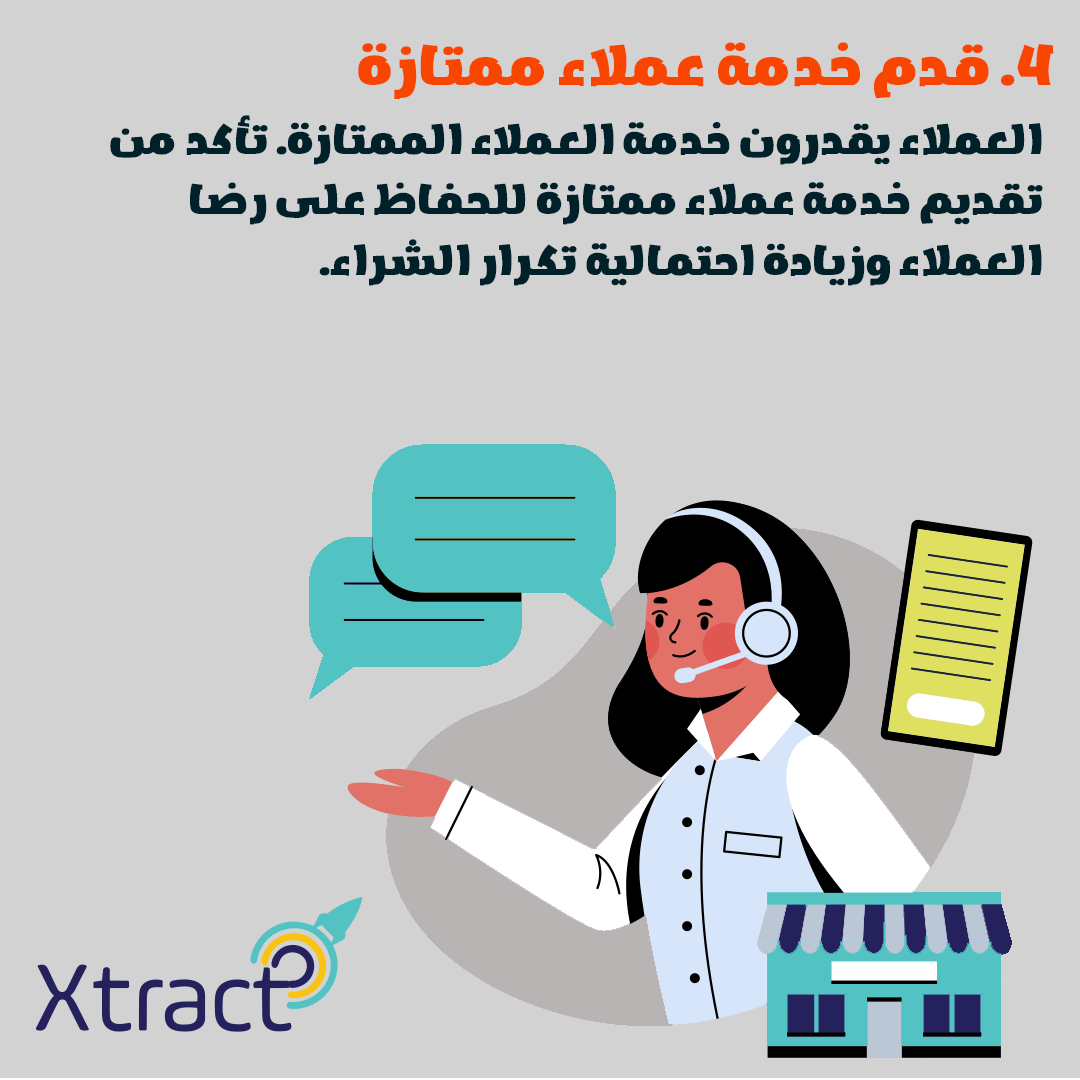 4. قدم خدمة عملاء ممتازة
العملاء يقدرون خدمة العملاء الممتازة. تأكد من
تقديم خدمة عملاء ممتازة للحفاظ على رضا
العملاء وزيادة احتمالية تكرار الشراء.
Xtract